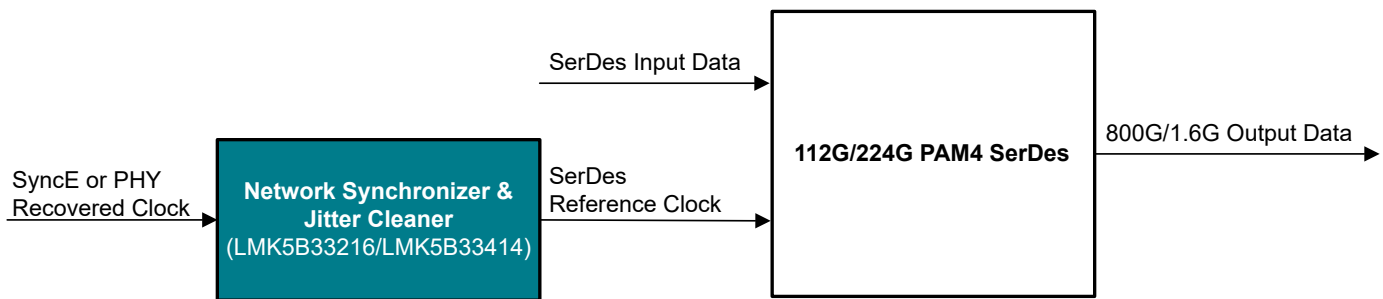 SerDes Input Data
112G/224G PAM4 SerDes
800G/1.6G Output Data
SyncE or PHY
Recovered Clock
Network Synchronizer &
Jitter Cleaner
(LMK5B33216/LMK5B33414)
SerDes
Reference Clock